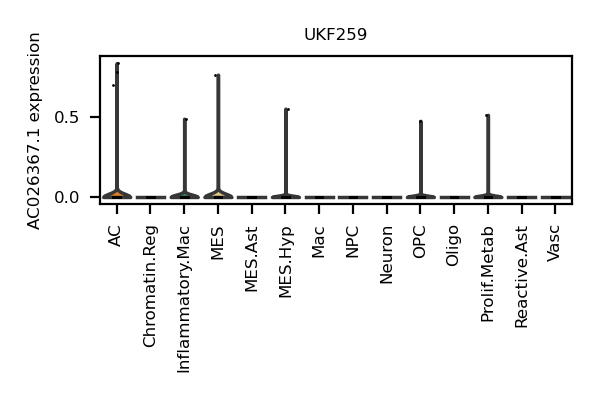 UKF259
AC026367.1 expression
0.5
0.0
AC
Chromatin.Reg
Inflammatory.Mac
MES
MES.Ast
MES.Hyp
Mac
NPC
Neuron
OPC
Oligo
Prolif.Metab
Reactive.Ast
Vasc